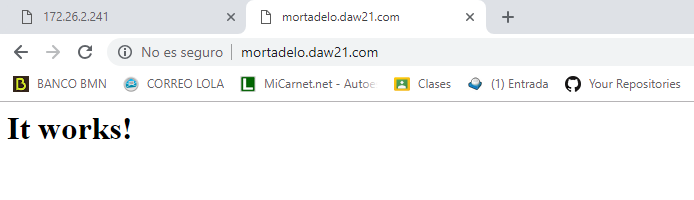 172.26.2.241
mortadelo.daw21.com
No es seguro mortadelo.daw21.com
BANCO BMN CORREO LOLA MiCarnet.net - Autoe Clases (1) Entrada Your Repositories
It works!